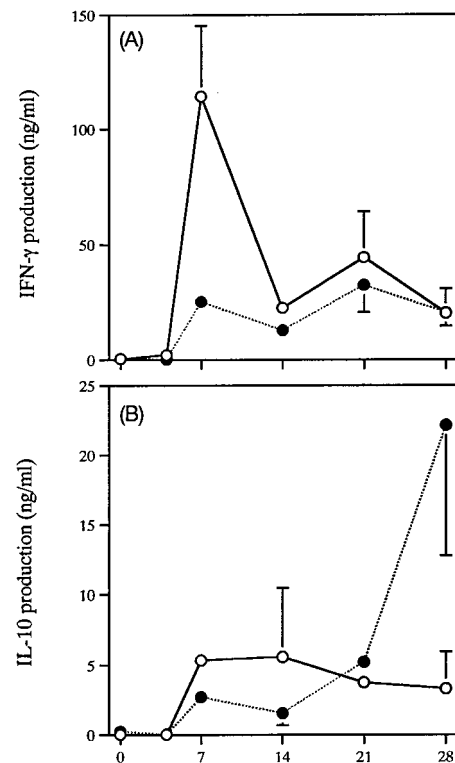 (A)
IFN-γ production (ng/ml)
150
100
50
0
(B)
IL-10 production (ng/ml)
25
20
15
10
5
0
0 7 14 21 28